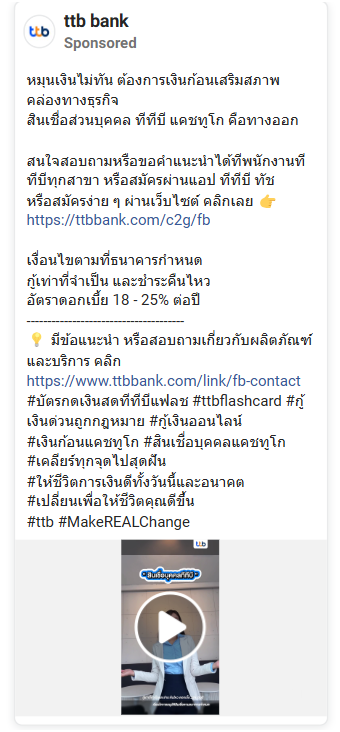 ttb bank
ttb
Sponsored
หมุนเงินไม่ทัน ต้องการเงินก้อนเสริมสภาพ
คล่องทางธุรกิจ
สินเชื่อส่วนบุคคล ทีทีบี แคชทูโก คือทางออก
สนใจสอบถามหรือขอคำแนะนำได้ที่พนักงานที
ทีบีทุกสาขา หรือสมัครผ่านแอป ทีทีบี ทัช
หรือสมัครง่าย ๆ ผ่านเว็บไซต์ คลิกเลย 👉
https://ttbbank.com/c2g/fb
เงื่อนไขตามที่ธนาคารกำหนด
กู้เท่าที่จำเป็น และชำระคืนไหว
อัตราดอกเบี้ย 18 - 25% ต่อปี
--------------------------------------
💡 มีข้อแนะนำ หรือสอบถามเกี่ยวกับผลิตภัณฑ์
และบริการ คลิก
https://www.ttbbank.com/link/fb-contact
#บัตรกดเงินสดทีทีบีแฟลช #ttbflashcard #กู้
เงินด่วนถูกกฎหมาย #กู้เงินออนไลน์
#เงินก้อนแคชทูโก #สินเชื่อบุคคลแคชทูโก
#เคลียร์ทุกจุดไปสุดฝัน
#ให้ชีวิตการเงินดีทั้งวันนี้และอนาคต
#เปลี่ยนเพื่อให้ชีวิตคุณดีขึ้น
#ttb #MakeREALChange
ttb
สินเชื่อบุคคลทีทีบี